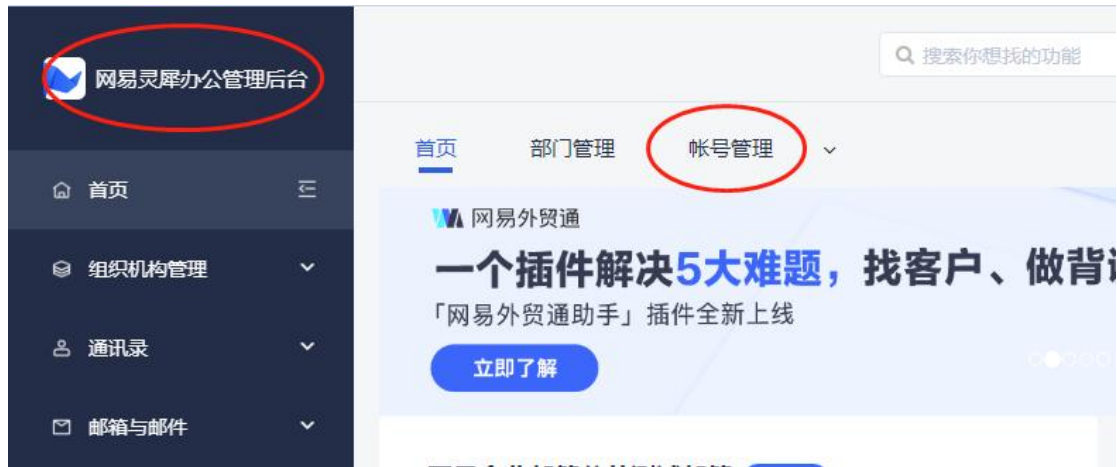 网易灵犀办公管理后台
搜索你想找的功能
首页 部门管理 帐号管理
首页
组织机构管理
通讯录
邮箱与邮件
网易外贸通
一个插件解决5大难题，找客户、做背
「网易外贸通助手」插件全新上线
立即了解